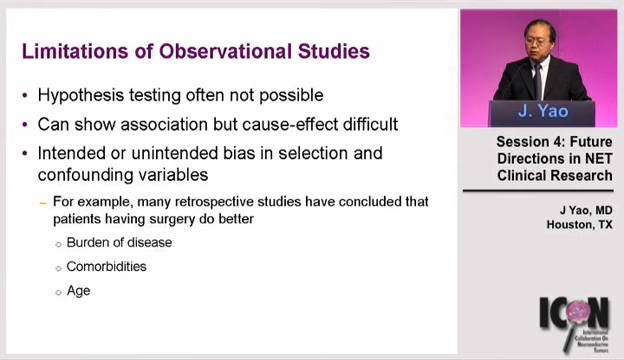 Limitations of Observational Studies
• Hypothesis testing often not possible
• Can show association but cause-effect difficult
• Intended or unintended bias in selection and
confounding variables
– For example, many retrospective studies have concluded that
patients having surgery do better
○ Burden of disease
○ Comorbidities
○ Age
J. Yao
Session 4: Future
Directions in NET
Clinical Research
J Yao, MD
Houston, TX
ICON
International
Collaboration On
Neuroendocrine
Tumors